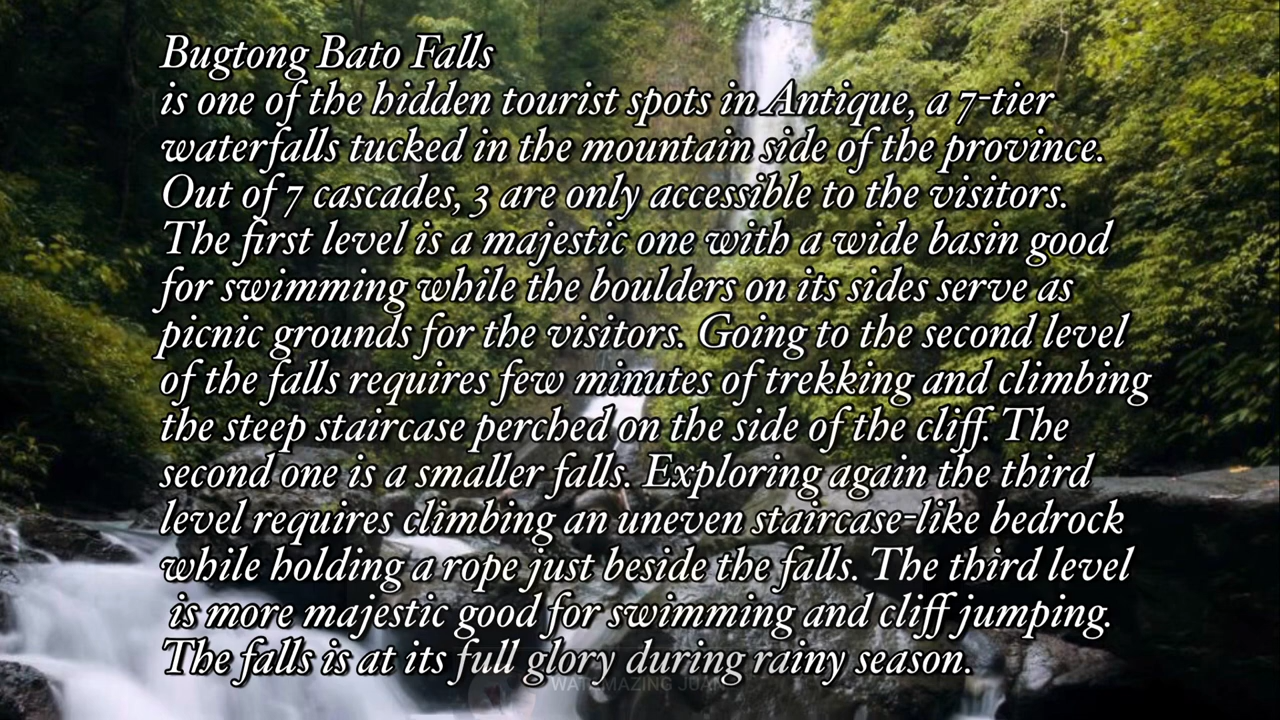 Bugtong Bato Falls
is one of the hidden tourist spots in Antique, a 7-tier
waterfalls tucked in the mountain side of the province.
Out of 7 cascades, 3 are only accessible to the visitors.
The first level is a majestic one with a wide basin good
for swimming while the boulders on its sides serve as
picnic grounds for the visitors. Going to the second level
of the falls requires few minutes of trekking and climbing
the steep staircase perched on the side of the cliff. The
second one is a smaller falls. Exploring again the third
level requires climbing an uneven staircase-like bedrock
while holding a rope just beside the falls. The third level
is more majestic good for swimming and cliff jumping.
The falls is at its full glory during rainy season.
AMAZING JUAN